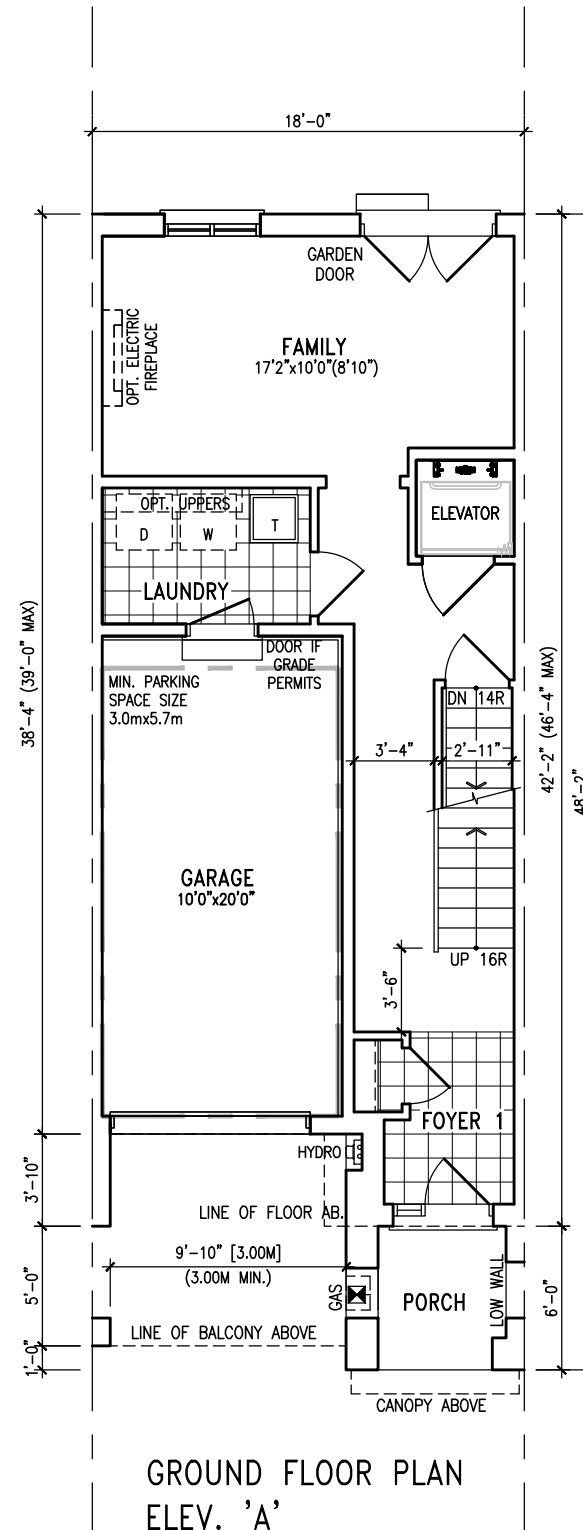 18'-0"
GARDEN
DOOR
OPT. ELECTRIC
FIREPLACE
FAMILY
17'2"x10'0"(8'10")
ELEVATOR
OPT. UPPERS
D
W
T
LAUNDRY
DOOR IF
GRADE
PERMITS
MIN. PARKING
SPACE SIZE
3.0mx5.7m
DN 14R
38'-4" (39'-0" MAX)
42'-2" (46'-4" MAX)
48'-2"
3'-4"
2'-11"
GARAGE
10'0"x20'0"
UP 16R
3'-6"
FOYER 1
HYDRO
3'-10"
LINE OF FLOOR AB.
9'-10" [3.00M]
(3.00M MIN.)
GAS
PORCH
LOW WALL
5'-0"
6'-0"
LINE OF BALCONY ABOVE
1'-0"
CANOPY ABOVE
GROUND FLOOR PLAN
ELEV. 'A'